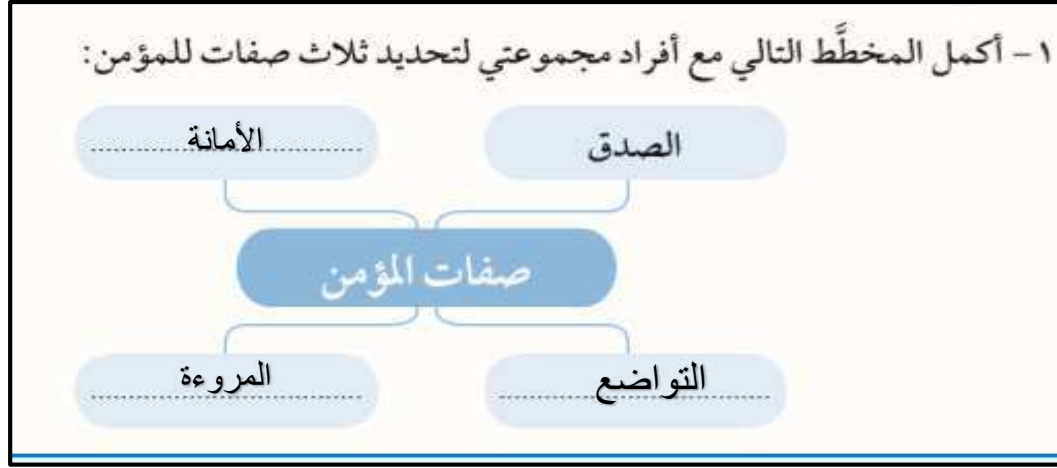 ١ – أكمل المخطَّط التالي مع أفراد مجموعتي لتحديد ثلاث صفات للمؤمن:
الصدق
الأمانة
صفات المؤمن
التواضع
المروءة